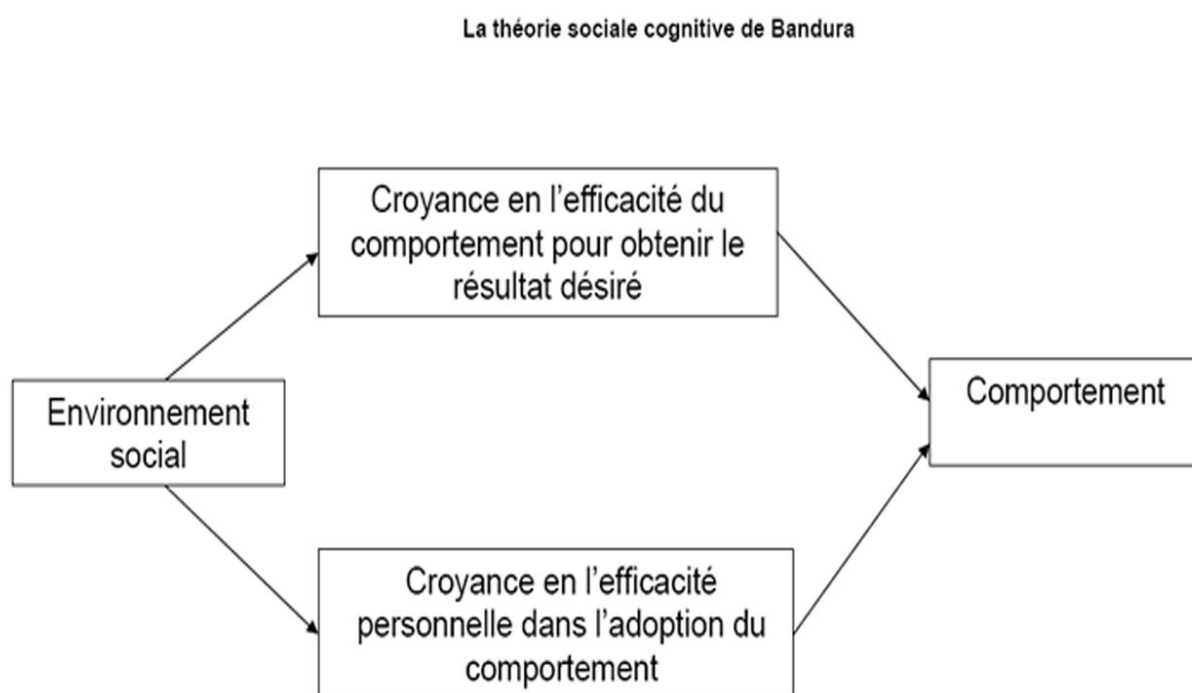 La théorie sociale cognitive de Bandura
Croyance en l'efficacité du
comportement pour obtenir le
résultat désiré
Environnement
social
Comportement
Croyance en l'efficacité
personnelle dans l'adoption du
comportement